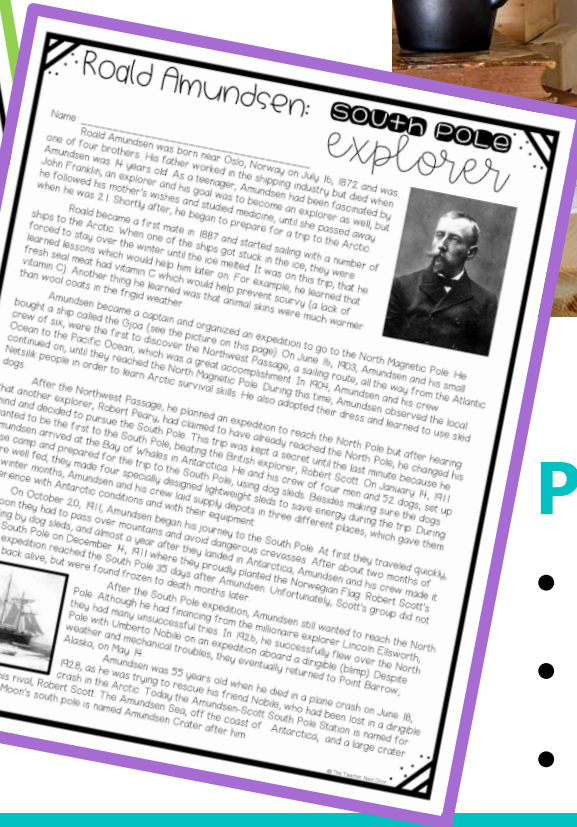 Roald Amundsen: South Pole
explorer
Name
Roald Amundsen was born near Oslo, Norway on July 16, 1872 and was
one of four brothers. His father worked in the shipping industry but died when
Amundsen was 14 years old. As a teenager, Amundsen had been fascinated by
John Franklin, an explorer and his goal was to become an explorer as well, but
he followed his mother's wishes and studied medicine, until she passed away
when he was 21. Shortly after, he began to prepare for a trip to the Arctic.
Roald became a first mate in 1887 and started sailing with a number of
ships to the Arctic. When one of the ships got stuck in the ice, they were
forced to stay over the winter until the ice melted. It was on this trip, that he
learned lessons which would help him later on. For example, he learned that
fresh seal meat had vitamin C which would help prevent scurvy (a lack of
vitamin C). Another thing he learned was that animal skins were much warmer
than wool coats in the frigid weather.
Amundsen became a captain and organized an expedition to go to the North Magnetic Pole. He
bought a ship called the Gjoa (see the picture on this page). On June 16, 1903, Amundsen and his small
crew of six, were the first to discover the Northwest Passage, a sailing route, all the way from the Atlantic
Ocean to the Pacific Ocean, which was a great accomplishment. In 1904, Amundsen and his crew
continued on, until they reached the North Magnetic Pole. During this time, Amundsen observed the local
Netsilik people in order to learn Arctic survival skills. He also adopted their dress and learned to use sled
dogs.
After the Northwest Passage, he planned an expedition to reach the North Pole but after hearing
that another explorer, Robert Peary, had claimed to have already reached the North Pole, he changed his
mind and decided to pursue the South Pole. This trip was kept a secret until the last minute because he
anted to be the first to the South Pole, beating the British explorer, Robert Scott. On January 14, 1911
mundsen arrived at the Bay of Whales in Antarctica. He and his crew of four men and 52 dogs, set up
se camp and prepared for the trip to the South Pole, using dog sleds. Besides making sure the dogs
re well fed, they made four specially designed lightweight sleds to save energy during the trip. During
winter months, Amundsen and his crew laid supply depots in three different places, which gave them
erience with Antarctic conditions and with their equipment.
On October 20, 1911, Amundsen began his journey to the South Pole. At first they traveled quickly,
oon they had to pass over mountains and avoid dangerous crevasses. After about two months of
ing by dog sleds, and almost a year after they landed in Antarctica, Amundsen and his crew made it
South Pole on December 14, 1911 where they proudly planted the Norwegian Flag. Robert Scott's
expedition reached the South Pole 35 days after Amundsen. Unfortunately, Scott's group did not
back alive, but were found frozen to death months later.
After the South Pole expedition, Amundsen still wanted to reach the North
Pole. Although he had financing from the millionaire explorer Lincoln Ellsworth,
they had many unsuccessful tries. In 1926, he successfully flew over the North
Pole with Umberto Nobile on an expedition aboard a dirigible (blimp). Despite
weather and mechanical troubles, they eventually returned to Point Barrow,
Alaska, on May 14.
Amundsen was 55 years old when he died in a plane crash on June 18,
1928, as he was trying to rescue his friend Nobile, who had been lost in a dirigible
crash in the Arctic. Today the Amundsen-Scott South Pole Station is named for
his rival, Robert Scott. The Amundsen Sea, off the coast of Antarctica, and a large crater
Moon's south pole is named Amundsen Crater after him.
© The Teacher Next Door
P